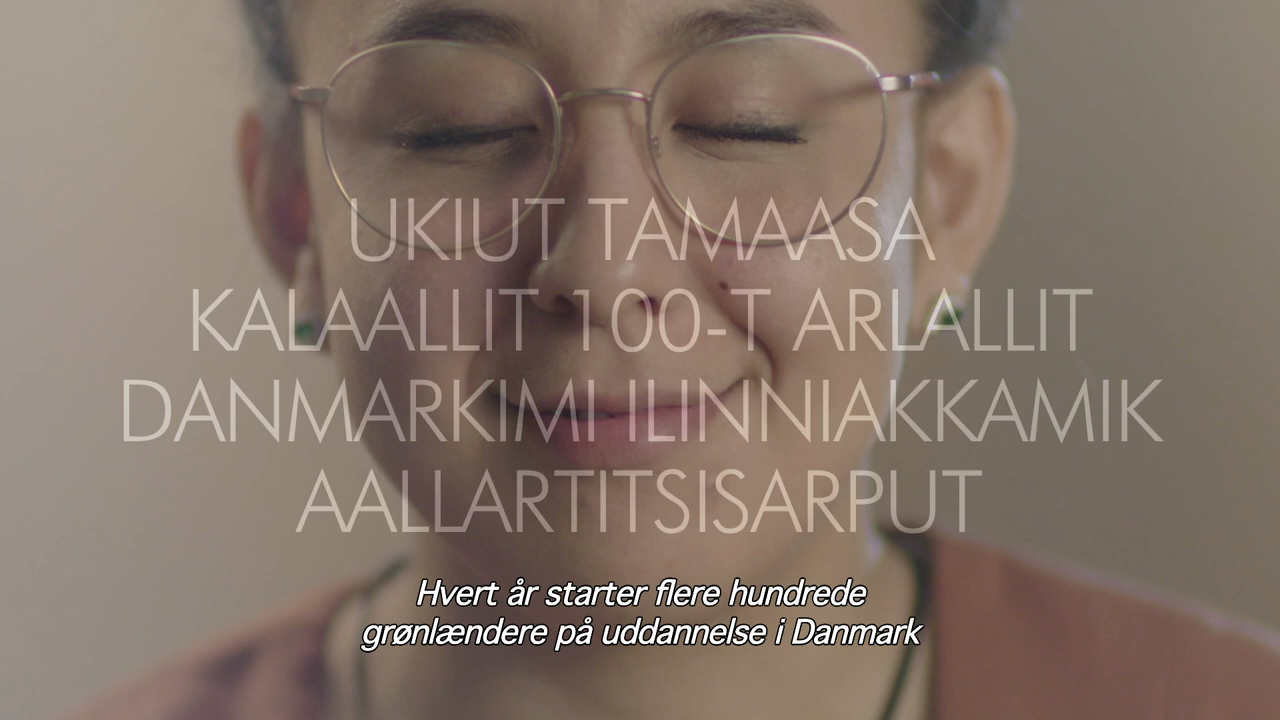 UKIUT TAMAASA
KALAALLIT 100-T ARLALLIT
DANMARKIMI ILINNIAKKAMIK
AALLARTITSISARPUT
Hvert år starter flere hundrede
grønlændere på uddannelse i Danmark